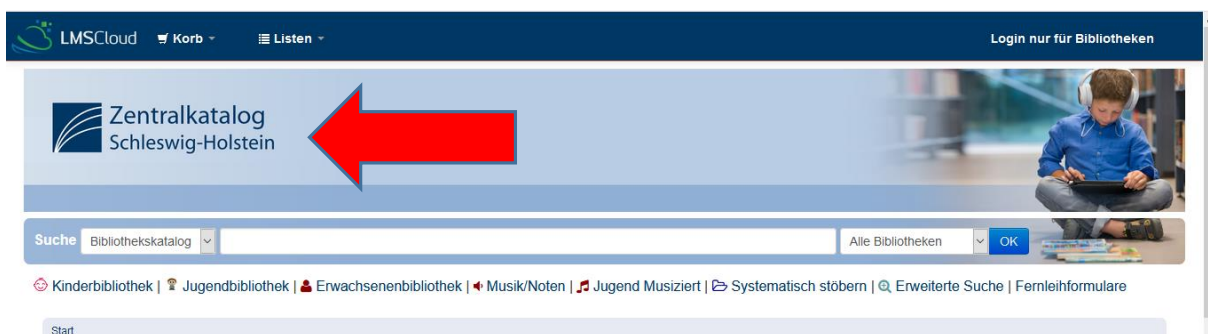 LMSCloud Korb Listen Login nur für Bibliotheken
Zentralkatalog
Schleswig-Holstein
Suche Bibliothekskatalog Alle Bibliotheken OK
Kinderbibliothek | Jugendbibliothek | Erwachsenenbibliothek | Musik/Noten | Jugend Musiziert | Systematisch stöbern | Erweiterte Suche | Fernleihformulare
Start